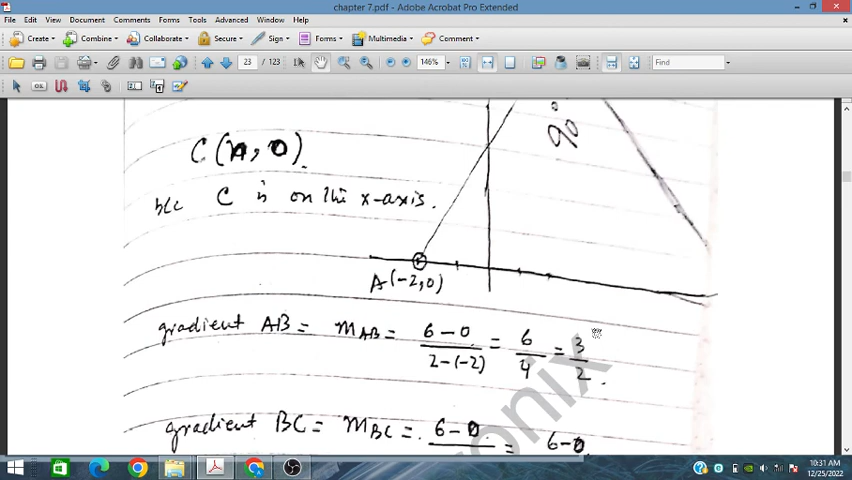 chapter 7.pdf - Adobe Acrobat Pro Extended
File Edit View Document Comments Forms Tools Advanced Window Help
Create Combine Collaborate Secure Sign Forms Multimedia Comment
23 / 123 146% Find
90°
C(n, 0).
b/c C is on the x-axis.
A(-2,0)
gradient AB = mAB = 6-0 / 2-(-2) = 6/4 = 3/2.
gradient BC = mBC = 6-0 = 6-0
onix
10:31 AM
12/25/2022